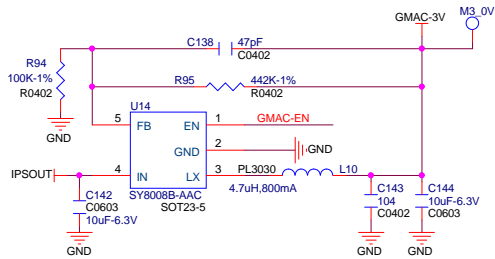 M3_0V
GMAC-3V
C138 47pF
C0402
R94
100K-1%
R0402
R95 442K-1%
R0402
GND
U14
5 FB EN 1 GMAC-EN
GND 2 GND
IPSOUT 4 IN LX 3 PL3030 L10
SY8008B-AAC
SOT23-5
4.7uH,800mA
C142
C0603
10uF-6.3V
C143
104
C0402
C144
10uF-6.3V
C0603
GND GND GND